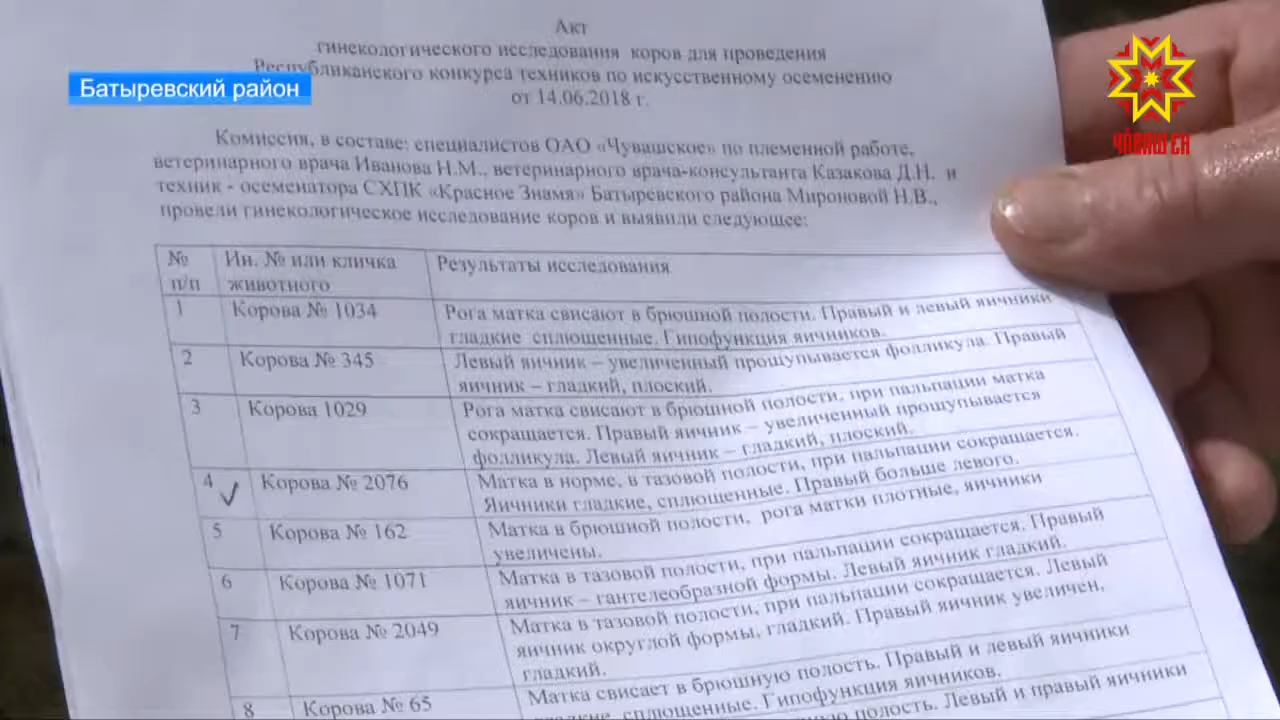 Акт
гинекологического исследования коров для проведения
Республиканского конкурса техников по искусственному осеменению
от 14.06.2018 г.
Батыревский район
ЧӐВАШ ЕН
Комиссия, в составе: специалистов ОАО «Чувашское» по племенной работе,
ветеринарного врача Иванова Н.М., ветеринарного врача-консультанта Казакова Д.Н. и
техник - осеменатора СХПК «Красное Знамя» Батыревского района Мироновой Н.В.,
провели гинекологическое исследование коров и выявили следующее:
№ п/п
Ин. № или кличка
животного
Результаты исследования
1
Корова № 1034
Рога матка свисают в брюшной полости. Правый и левый яичники
гладкие сплющенные. Гипофункция яичников.
2
Корова № 345
Левый яичник – увеличенный прощупывается фолликула. Правый
яичник – гладкий, плоский.
3
Корова 1029
Рога матка свисают в брюшной полости, при пальпации матка
сокращается. Правый яичник – увеличенный прощупывается
фолликула. Левый яичник – гладкий, плоский.
4
Корова № 2076
Матка в норме, в тазовой полости, при пальпации сокращается.
Яичники гладкие, сплющенные. Правый больше левого.
5
Корова № 162
Матка в брюшной полости, рога матки плотные, яичники
увеличены.
6
Корова № 1071
Матка в тазовой полости, при пальпации сокращается. Правый
яичник – гантелеобразной формы. Левый яичник гладкий.
7
Корова № 2049
Матка в тазовой полости, при пальпации сокращается. Левый
яичник округлой формы, гладкий. Правый яичник увеличен,
гладкий.
8
Корова № 65
Матка свисает в брюшную полость. Правый и левый яичники
гладкие, сплющенные. Гипофункция яичников.
полость. Левый и правый яичники